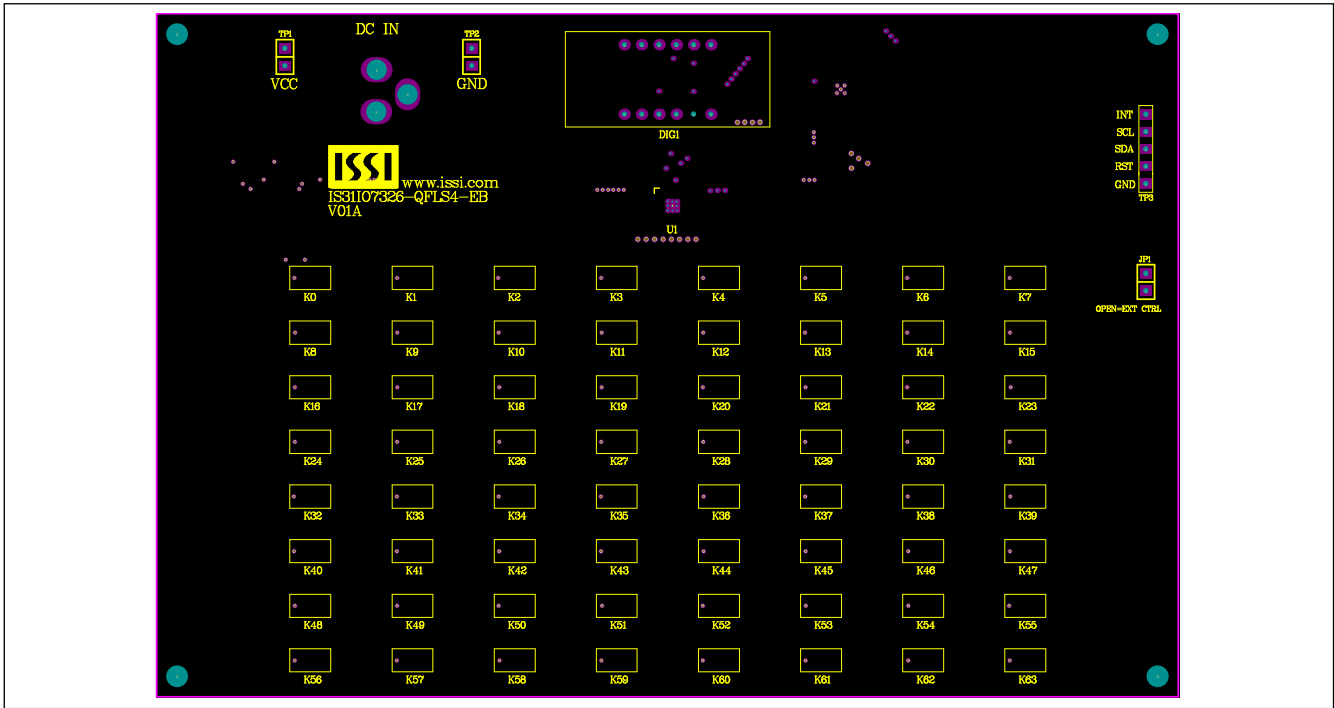 TP1
DC IN
TP2
VCC
GND
INT
SCL
SDA
RST
GND
TP3
DIG1
ISSI
www.issi.com
IS31IO7326-QFLS4-EB
V01A
U1
JP1
OPEN=EXT CTRL
K0 K1 K2 K3 K4 K5 K6 K7
K8 K9 K10 K11 K12 K13 K14 K15
K16 K17 K18 K19 K20 K21 K22 K23
K24 K25 K26 K27 K28 K29 K30 K31
K32 K33 K34 K35 K36 K37 K38 K39
K40 K41 K42 K43 K44 K45 K46 K47
K48 K49 K50 K51 K52 K53 K54 K55
K56 K57 K58 K59 K60 K61 K62 K63